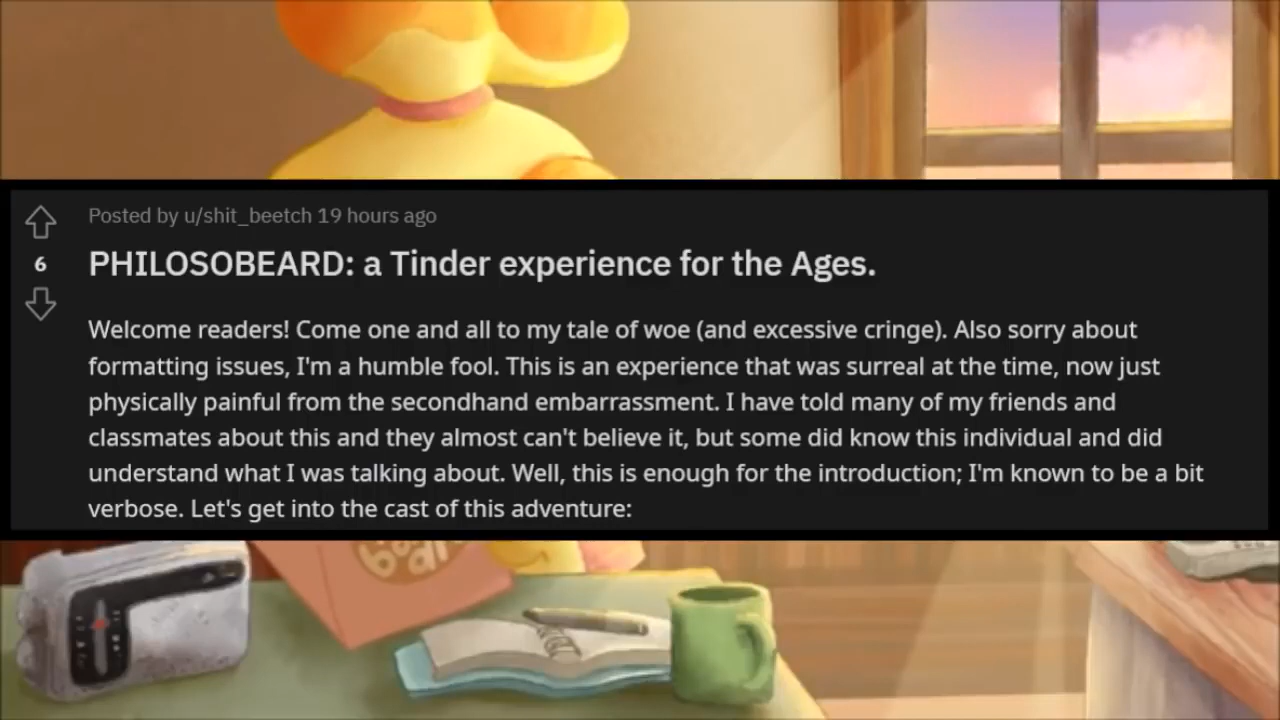 Posted by u/shit_beetch 19 hours ago
6
PHILOSOBEARD: a Tinder experience for the Ages.
Welcome readers! Come one and all to my tale of woe (and excessive cringe). Also sorry about
formatting issues, I'm a humble fool. This is an experience that was surreal at the time, now just
physically painful from the secondhand embarrassment. I have told many of my friends and
classmates about this and they almost can't believe it, but some did know this individual and did
understand what I was talking about. Well, this is enough for the introduction; I'm known to be a bit
verbose. Let's get into the cast of this adventure: